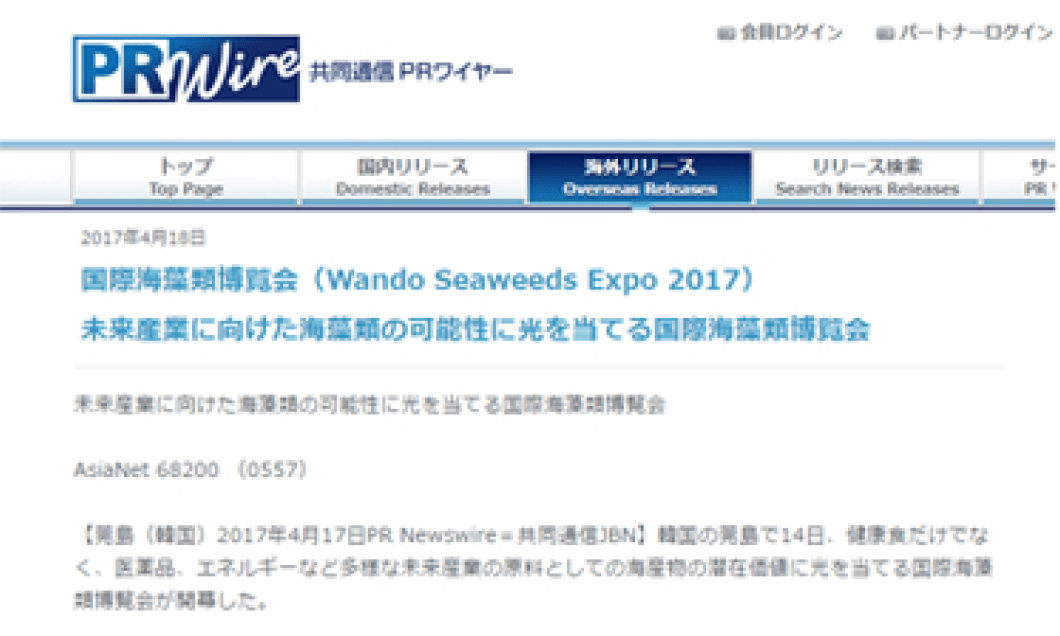 会員ログイン パートナーログイン
PRWire 共同通信 PRワイヤー
トップ 国内リリース 海外リリース リリース検索 サー
Top Page Domestic Releases Overseas Releases Search News Releases PR
2017年4月18日
国際海藻類博覧会（Wando Seaweeds Expo 2017）
未来産業に向けた海藻類の可能性に光を当てる国際海藻類博覧会
未来産業に向けた海藻類の可能性に光を当てる国際海藻類博覧会
AsiaNet 68200 （0557）
【莞島（韓国）2017年4月17日PR Newswire＝共同通信JBN】韓国の莞島で14日、健康食だけでな
く、医薬品、エネルギーなど多様な未来産業の原料としての海産物の潜在価値に光を当てる国際海藻
類博覧会が開幕した。